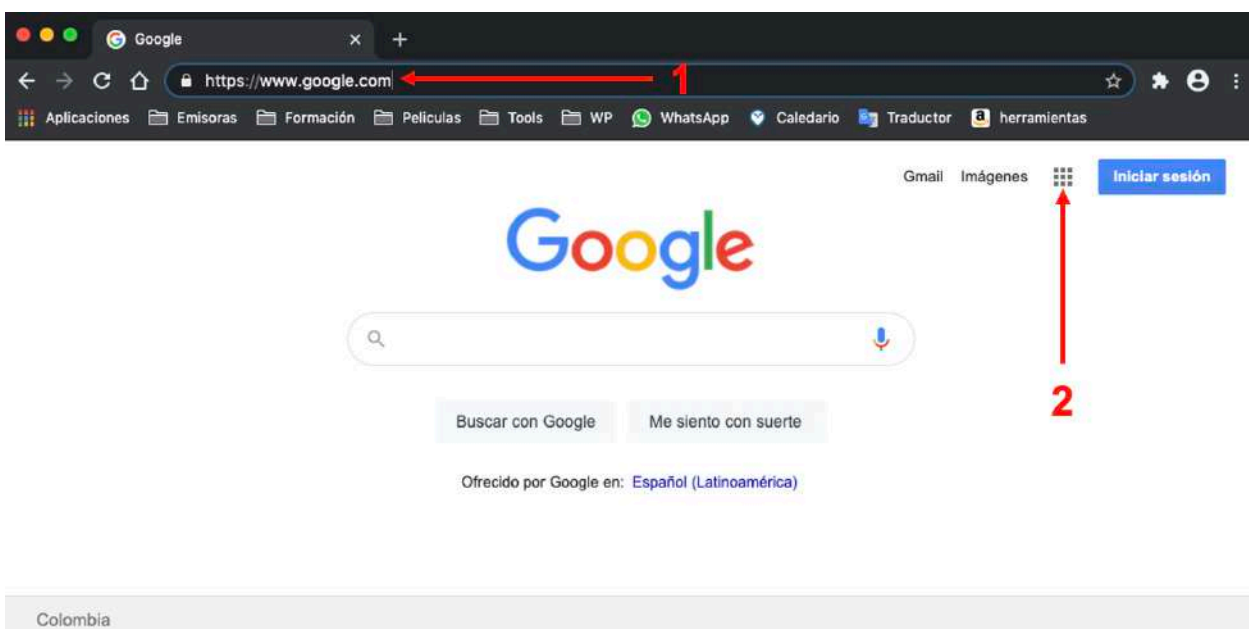 Google
https://www.google.com
1
Aplicaciones Emisoras Formación Peliculas Tools WP WhatsApp Caledario Traductor herramientas
Gmail Imágenes Iniciar sesión
Google
2
Buscar con Google Me siento con suerte
Ofrecido por Google en: Español (Latinoamérica)
Colombia